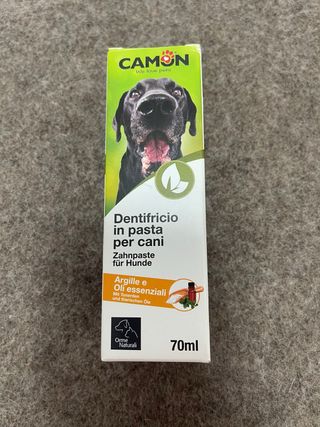 CAMON
We love pets
Dentifricio
in pasta
per cani
Zahnpaste
für Hunde
Argille e
Oli essenziali
Mit Tonerden
und therischen Öle
Orme
Naturali
70ml